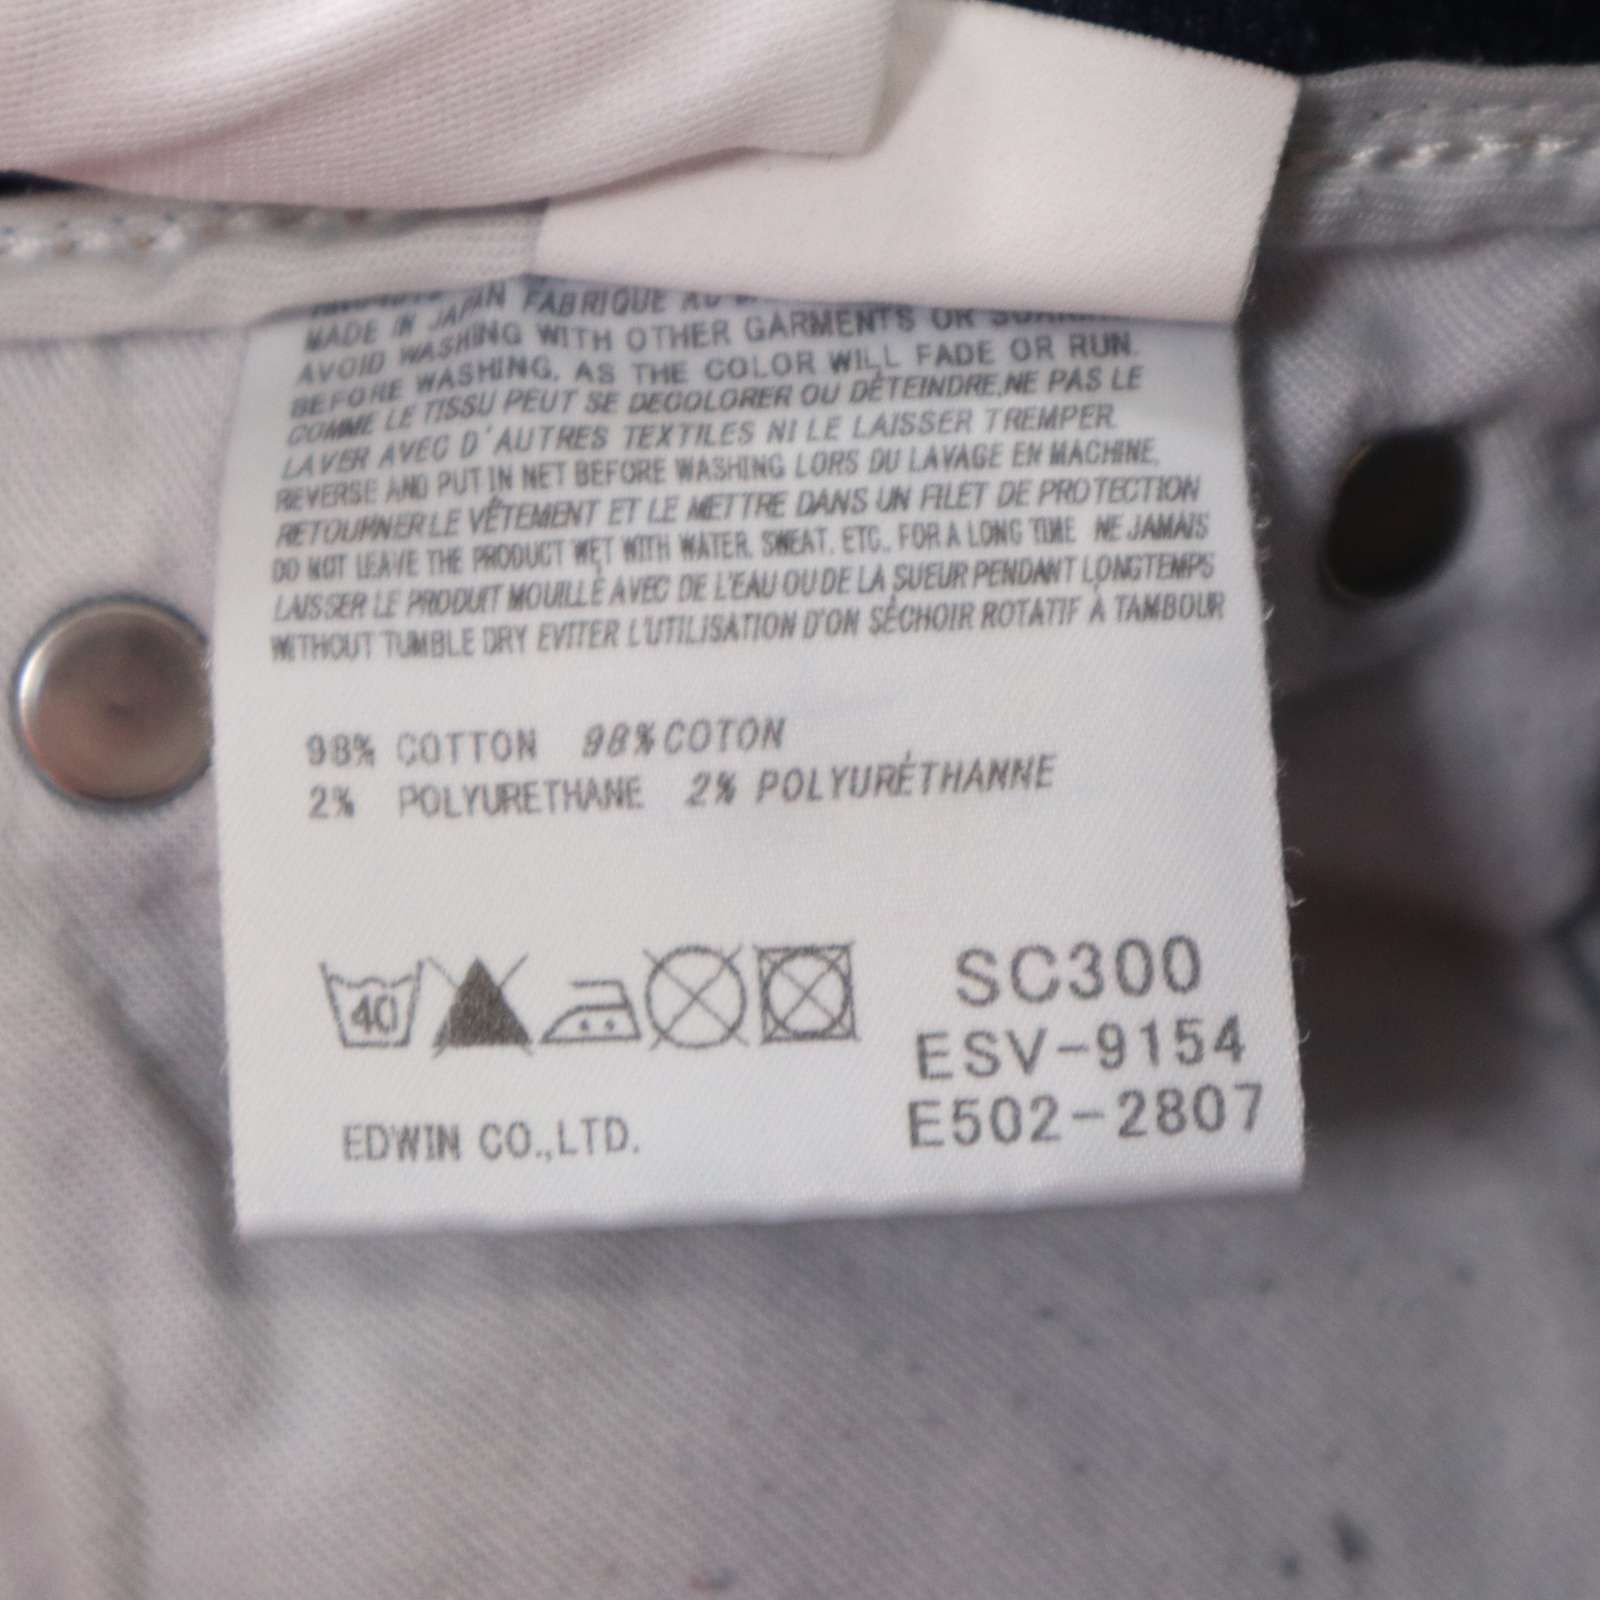 MADE IN JAPAN FABRIQUE AU
AVOID WASHING WITH OTHER GARMENTS OR
BEFORE WASHING, AS THE COLOR WILL FADE OR RUN.
COMME LE TISSU PEUT SE DECOLORER OU DÉTEINDRE,NE PAS LE
LAVER AVEC D'AUTRES TEXTILES NI LE LAISSER TREMPER.
REVERSE AND PUT IN NET BEFORE WASHING LORS DU LAVAGE EN MACHINE,
RETOURNER LE VÊTEMENT ET LE METTRE DANS UN FILET DE PROTECTION
DO NOT LEAVE THE PRODUCT WET WITH WATER, SWEAT, ETC., FOR A LONG TIME NE JAMAIS
LAISSER LE PRODUIT MOUILLÉ AVEC DE L'EAU OU DE LA SUEUR PENDANT LONGTEMPS
WITHOUT TUMBLE DRY EVITER L'UTILISATION D'ON SÉCHOIR ROTATIF À TAMBOUR
98% COTTON 98% COTON
2% POLYURETHANE 2% POLYURÉTHANNE
40
SC300
ESV-9154
E502-2807
EDWIN CO.,LTD.